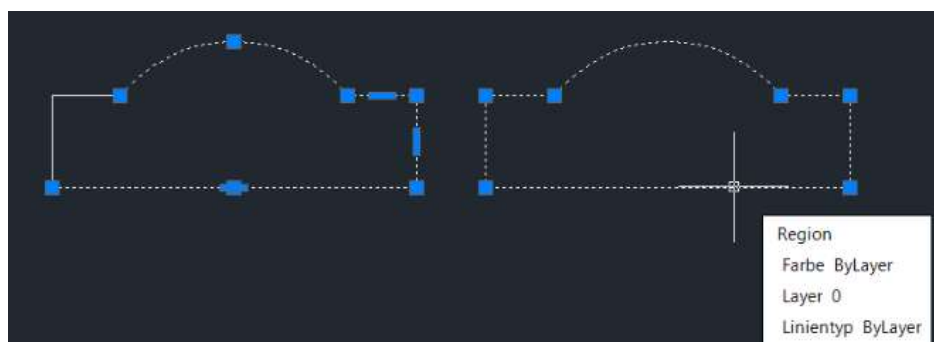 Region
Farbe ByLayer
Layer 0
Linientyp ByLayer